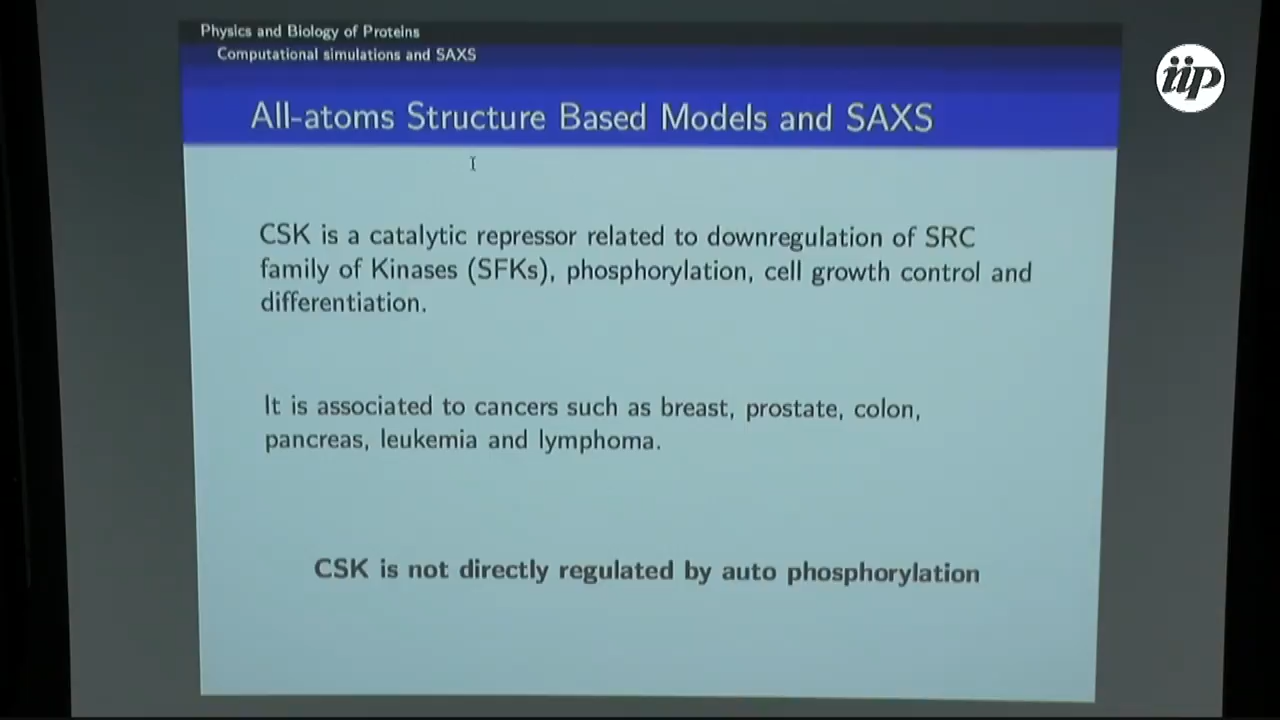 Physics and Biology of Proteins
Computational simulations and SAXS
iip
All-atoms Structure Based Models and SAXS
CSK is a catalytic repressor related to downregulation of SRC
family of Kinases (SFKs), phosphorylation, cell growth control and
differentiation.
It is associated to cancers such as breast, prostate, colon,
pancreas, leukemia and lymphoma.
CSK is not directly regulated by auto phosphorylation